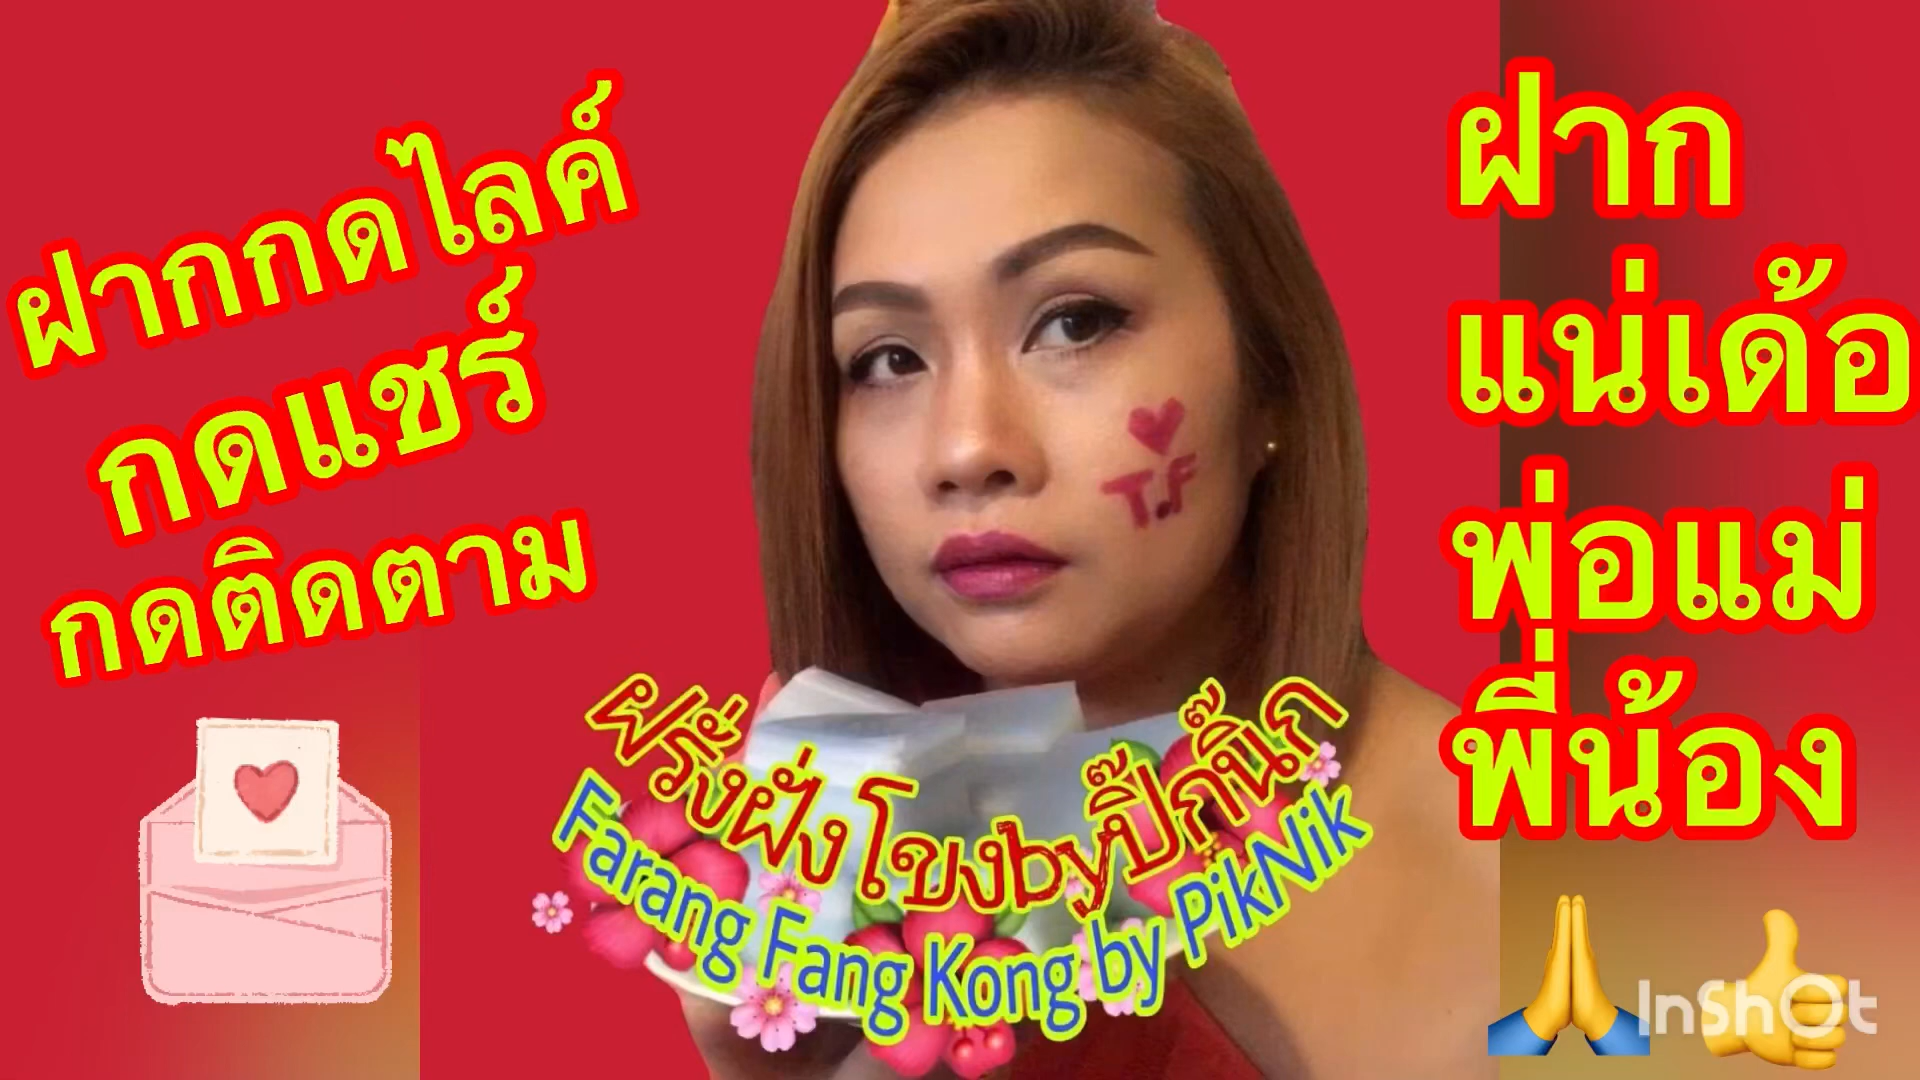 ฝากกดไลค์
กดแชร์
กดติดตาม
ฝาก
แน่เด้อ
พ่อแม่
พี่น้อง
T.F
ฝรั่งฝั่งโขงbyป๊ิกนิ๊ก
Farang Fang Kong by PikNik
InShOt